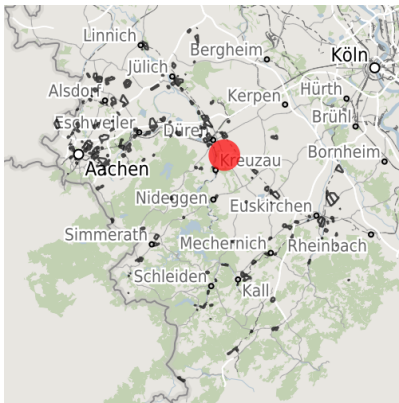 Linnich
Bergheim
Köln
Jülich
Alsdorf
Kerpen
Hürth
Brühl
Eschweiler
Düren
Kreuzau
Bornheim
Aachen
Nideggen
Euskirchen
Simmerath
Mechernich
Rheinbach
Schleiden
Kall